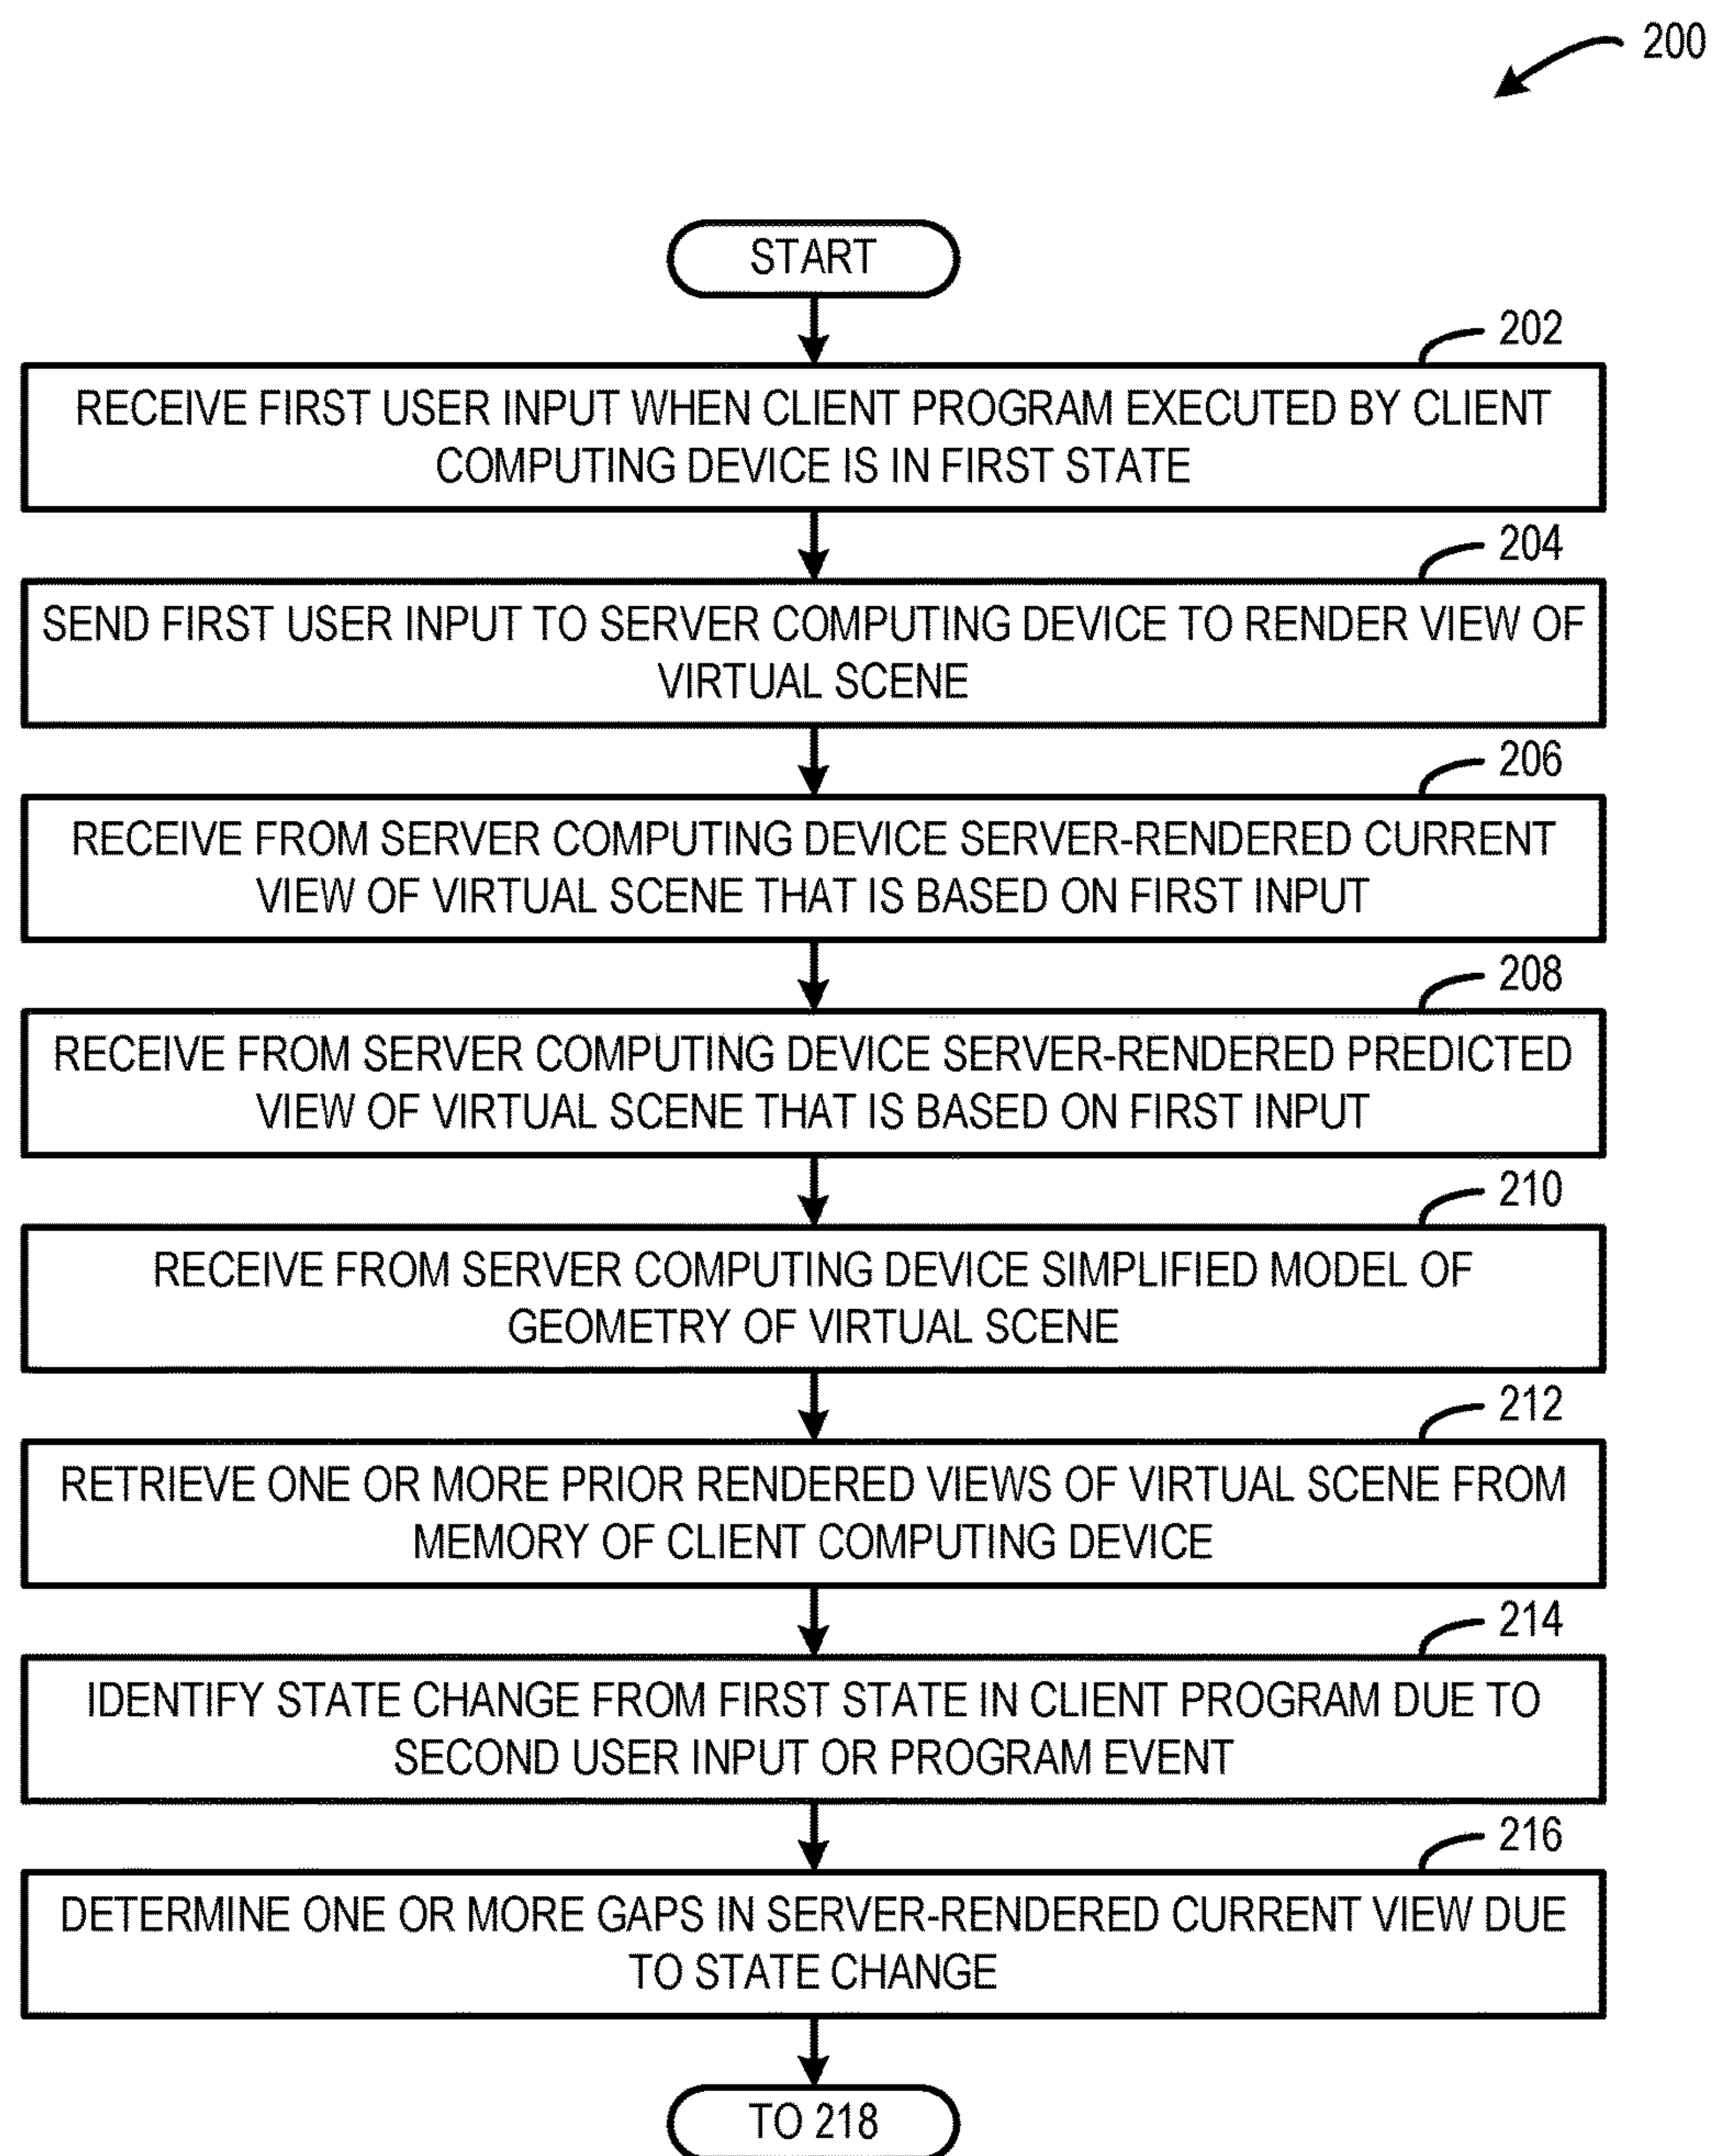 200
START
202
RECEIVE FIRST USER INPUT WHEN CLIENT PROGRAM EXECUTED BY CLIENT
COMPUTING DEVICE IS IN FIRST STATE
204
SEND FIRST USER INPUT TO SERVER COMPUTING DEVICE TO RENDER VIEW OF
VIRTUAL SCENE
206
RECEIVE FROM SERVER COMPUTING DEVICE SERVER-RENDERED CURRENT
VIEW OF VIRTUAL SCENE THAT IS BASED ON FIRST INPUT
208
RECEIVE FROM SERVER COMPUTING DEVICE SERVER-RENDERED PREDICTED
VIEW OF VIRTUAL SCENE THAT IS BASED ON FIRST INPUT
210
RECEIVE FROM SERVER COMPUTING DEVICE SIMPLIFIED MODEL OF
GEOMETRY OF VIRTUAL SCENE
212
RETRIEVE ONE OR MORE PRIOR RENDERED VIEWS OF VIRTUAL SCENE FROM
MEMORY OF CLIENT COMPUTING DEVICE
214
IDENTIFY STATE CHANGE FROM FIRST STATE IN CLIENT PROGRAM DUE TO
SECOND USER INPUT OR PROGRAM EVENT
216
DETERMINE ONE OR MORE GAPS IN SERVER-RENDERED CURRENT VIEW DUE
TO STATE CHANGE
TO 218